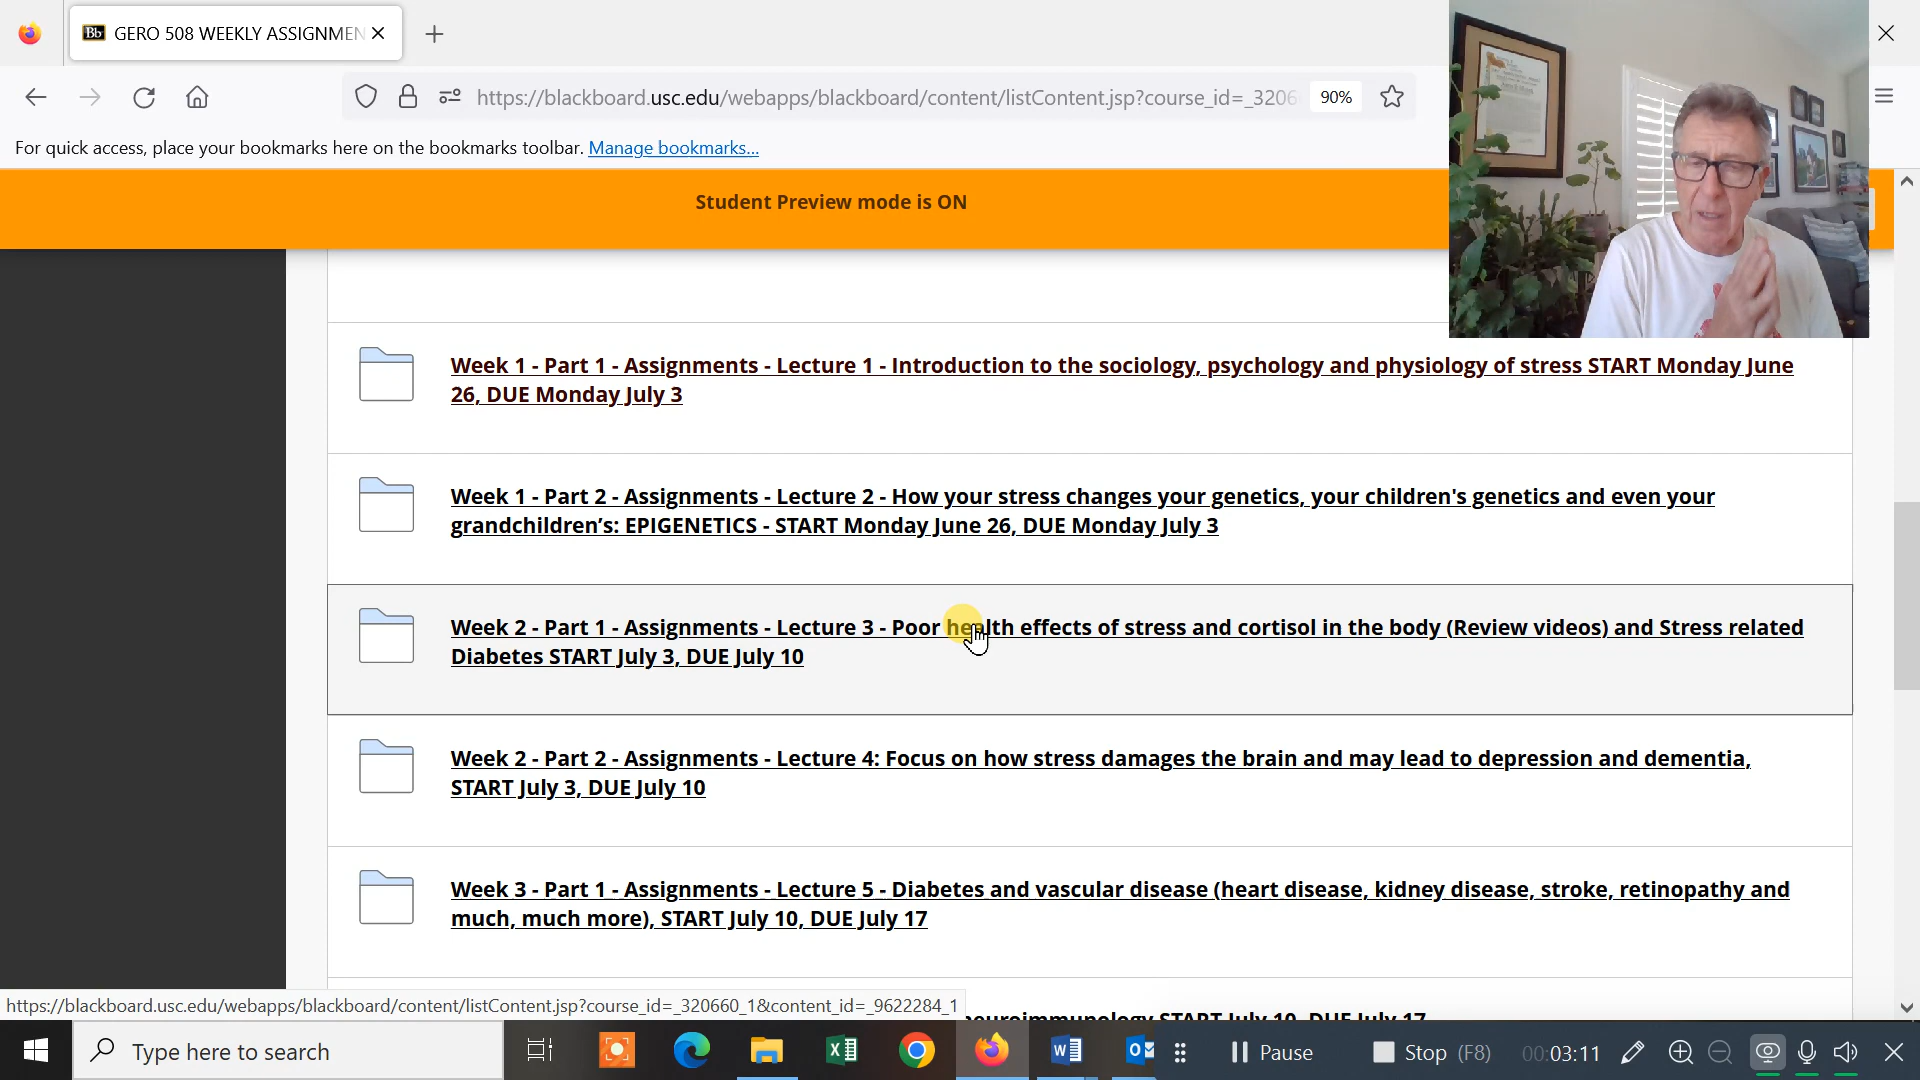 GERO 508 WEEKLY ASSIGNMEN
https://blackboard.usc.edu/webapps/blackboard/content/listContent.jsp?course_id=_3206
90%
For quick access, place your bookmarks here on the bookmarks toolbar. Manage bookmarks...
Student Preview mode is ON
Week 1 - Part 1 - Assignments - Lecture 1 - Introduction to the sociology, psychology and physiology of stress START Monday June
26, DUE Monday July 3
Week 1 - Part 2 - Assignments - Lecture 2 - How your stress changes your genetics, your children's genetics and even your
grandchildren’s: EPIGENETICS - START Monday June 26, DUE Monday July 3
Week 2 - Part 1 - Assignments - Lecture 3 - Poor health effects of stress and cortisol in the body (Review videos) and Stress related
Diabetes START July 3, DUE July 10
Week 2 - Part 2 - Assignments - Lecture 4: Focus on how stress damages the brain and may lead to depression and dementia,
START July 3, DUE July 10
Week 3 - Part 1 - Assignments - Lecture 5 - Diabetes and vascular disease (heart disease, kidney disease, stroke, retinopathy and
much, much more), START July 10, DUE July 17
https://blackboard.usc.edu/webapps/blackboard/content/listContent.jsp?course_id=_320660_1&content_id=_9622284_1
START July 10, DUE July 17
Type here to search
Pause
Stop (F8)
00:03:11